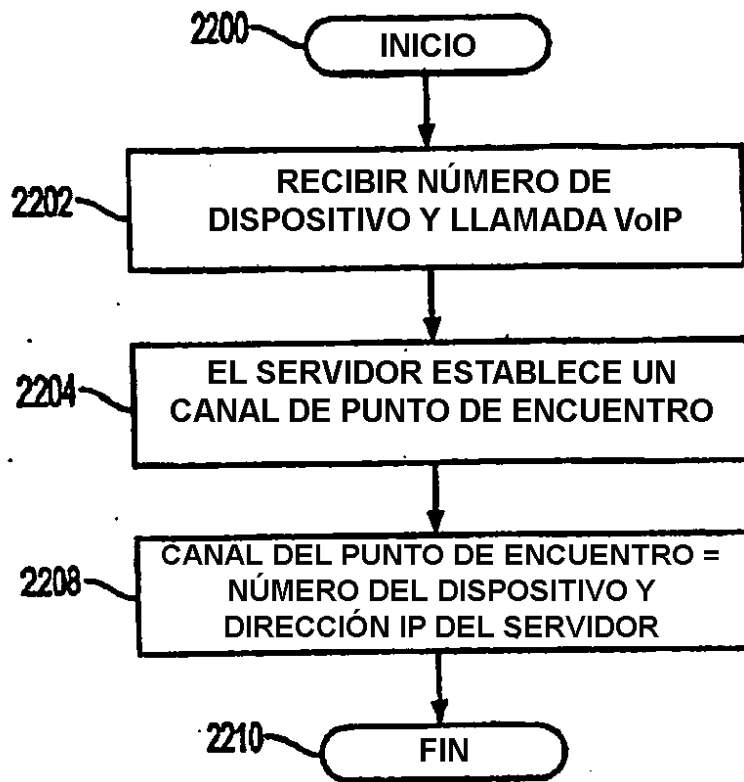 2200
INICIO
2202
RECIBIR NÚMERO DE
DISPOSITIVO Y LLAMADA VoIP
2204
EL SERVIDOR ESTABLECE UN
CANAL DE PUNTO DE ENCUENTRO
2208
CANAL DEL PUNTO DE ENCUENTRO =
NÚMERO DEL DISPOSITIVO Y
DIRECCIÓN IP DEL SERVIDOR
2210
FIN